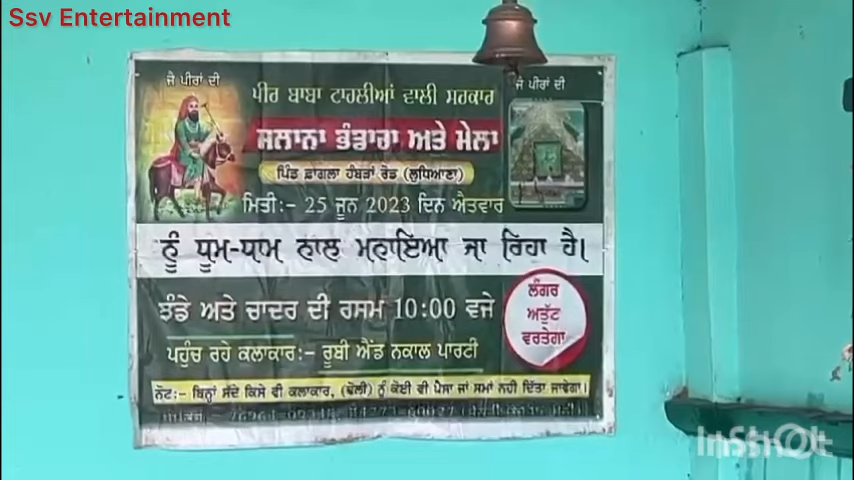 Ssv Entertainment
ਜੈ ਪੀਰਾਂ ਦੀ
ਜੈ ਪੀਰਾਂ ਦੀ
ਪੀਰ ਬਾਬਾ ਟਾਹਲੀਆਂ ਵਾਲੀ ਸਰਕਾਰ
ਸਲਾਨਾ ਭੰਡਾਰਾ ਅਤੇ ਮੇਲਾ
ਪਿੰਡ ਫ਼ਾਂਗਲਾ ਹੰਬੜਾਂ ਰੋਡ (ਲੁਧਿਆਣਾ)
ਮਿਤੀ:- 25 ਜੂਨ 2023 ਦਿਨ ਐਤਵਾਰ
ਨੂੰ ਧੂਮ-ਧਾਮ ਨਾਲ ਮਨਾਇਆ ਜਾ ਰਿਹਾ ਹੈ।
ਝੰਡੇ ਅਤੇ ਚਾਦਰ ਦੀ ਰਸਮ 10:00 ਵਜੇ
ਲੰਗਰ
ਅਤੁੱਟ
ਵਰਤੇਗਾ
ਪਹੁੰਚ ਰਹੇ ਕਲਾਕਾਰ:- ਰੂਬੀ ਐਂਡ ਨਕਾਲ ਪਾਰਟੀ
ਨੋਟ:- ਬਿਨ੍ਹਾਂ ਸੱਦੇ ਕਿਸੇ ਵੀ ਕਲਾਕਾਰ, (ਢੋਲੀ) ਨੂੰ ਕੋਈ ਵੀ ਪੈਸਾ ਜਾਂ ਸਮਾਂ ਨਹੀ ਦਿੱਤਾ ਜਾਵੇਗਾ।
InShot